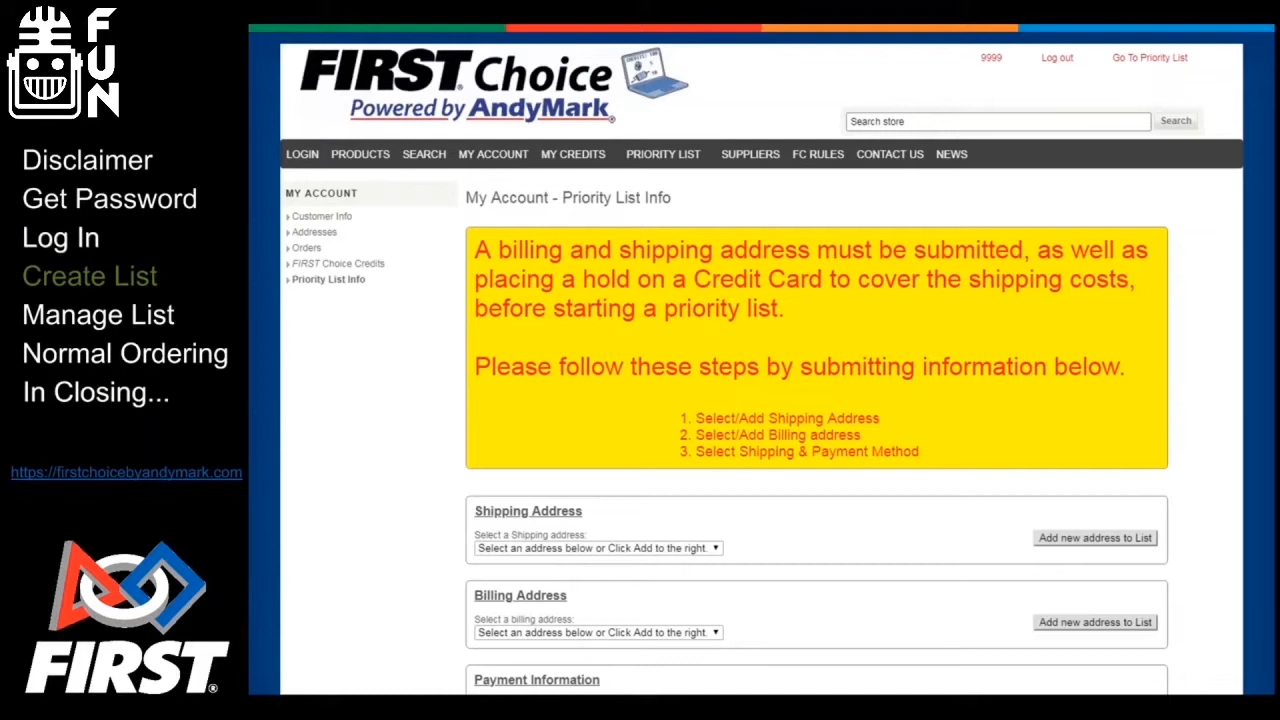 FUN
Disclaimer
Get Password
Log In
Create List
Manage List
Normal Ordering
In Closing...
https://firstchoicebyandymark.com
FIRST®
FIRST® Choice
Powered by AndyMark®
9999 Log out Go To Priority List
Search store Search
LOGIN PRODUCTS SEARCH MY ACCOUNT MY CREDITS PRIORITY LIST SUPPLIERS FC RULES CONTACT US NEWS
MY ACCOUNT
Customer Info
Addresses
Orders
FIRST Choice Credits
Priority List Info
My Account - Priority List Info
A billing and shipping address must be submitted, as well as
placing a hold on a Credit Card to cover the shipping costs,
before starting a priority list.
Please follow these steps by submitting information below.
1. Select/Add Shipping Address
2. Select/Add Billing address
3. Select Shipping & Payment Method
Shipping Address
Select a Shipping address:
Select an address below or Click Add to the right.
Add new address to List
Billing Address
Select a billing address:
Select an address below or Click Add to the right.
Add new address to List
Payment Information